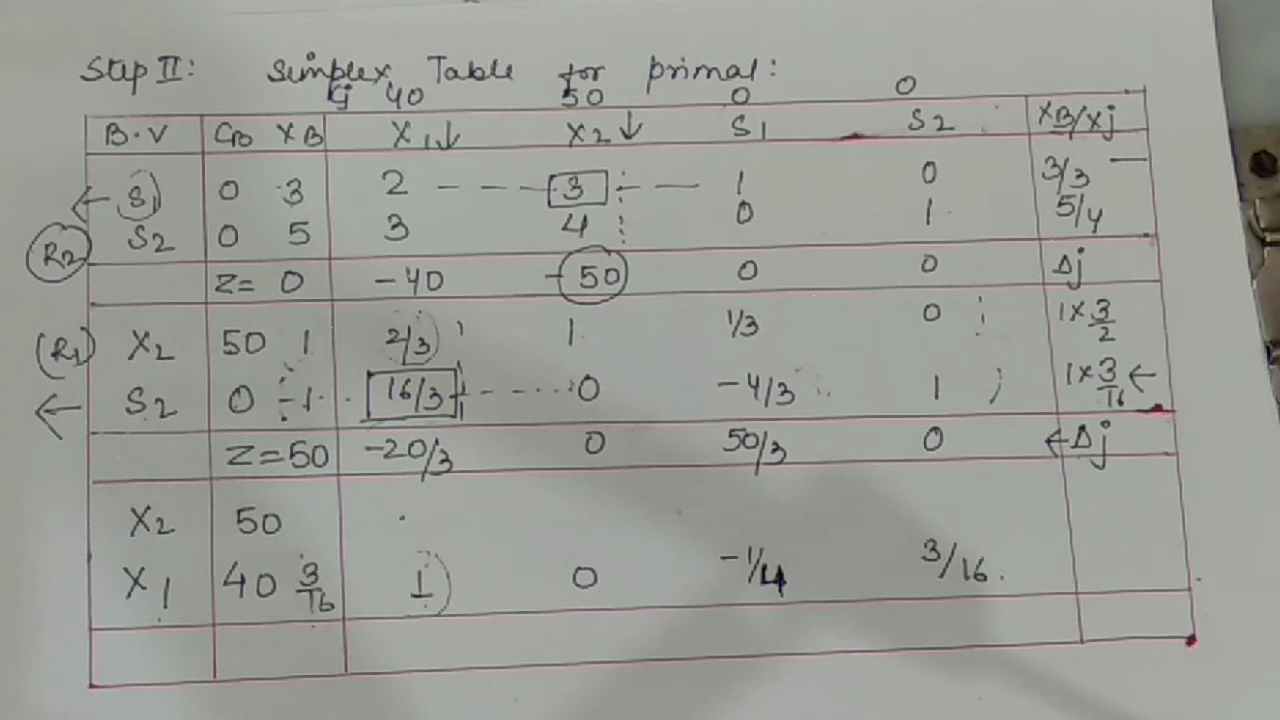 Step II: Simplex Table for primal:
Cj 40 50 0 0
B.V CB XB X1↓ X2↓ S1 S2 XB/Xj
← S1 0 3 2 3 1 0 3/3
R2 S2 0 5 3 4 0 1 5/4
Z= 0 -40 -50 0 0 Δj
(R1) X2 50 1 2/3 1 1/3 0 1×3/2
← S2 0 1 16/3 0 -4/3 1 1×3/16 ←
Z=50 -20/3 0 50/3 0 ←Δj
X2 50
X1 40 3/16 1 0 -1/4 3/16.